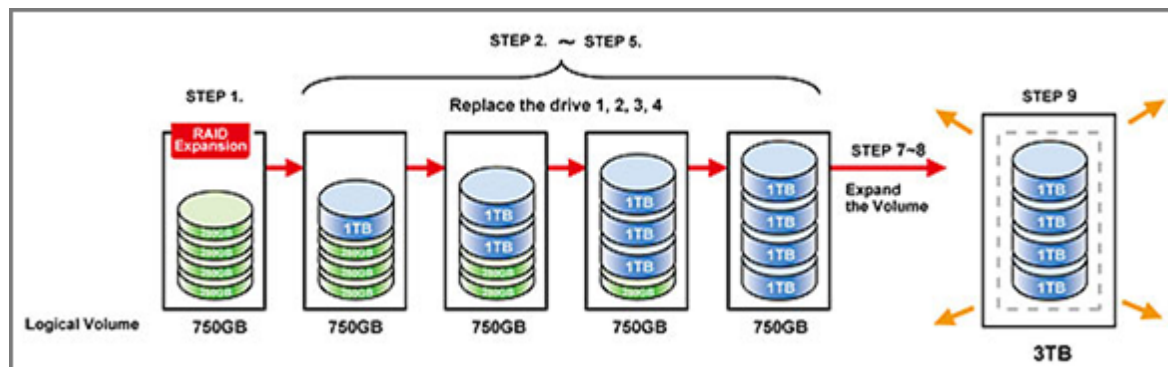 STEP 2. ～ STEP 5.
STEP 1.
Replace the drive 1, 2, 3, 4
STEP 9
RAID
Expansion
STEP 7~8
Expand
the Volume
1TB
1TB
1TB
1TB
1TB
1TB
1TB
1TB
1TB
1TB
1TB
1TB
1TB
1TB
Logical Volume
750GB
750GB
750GB
750GB
750GB
3TB